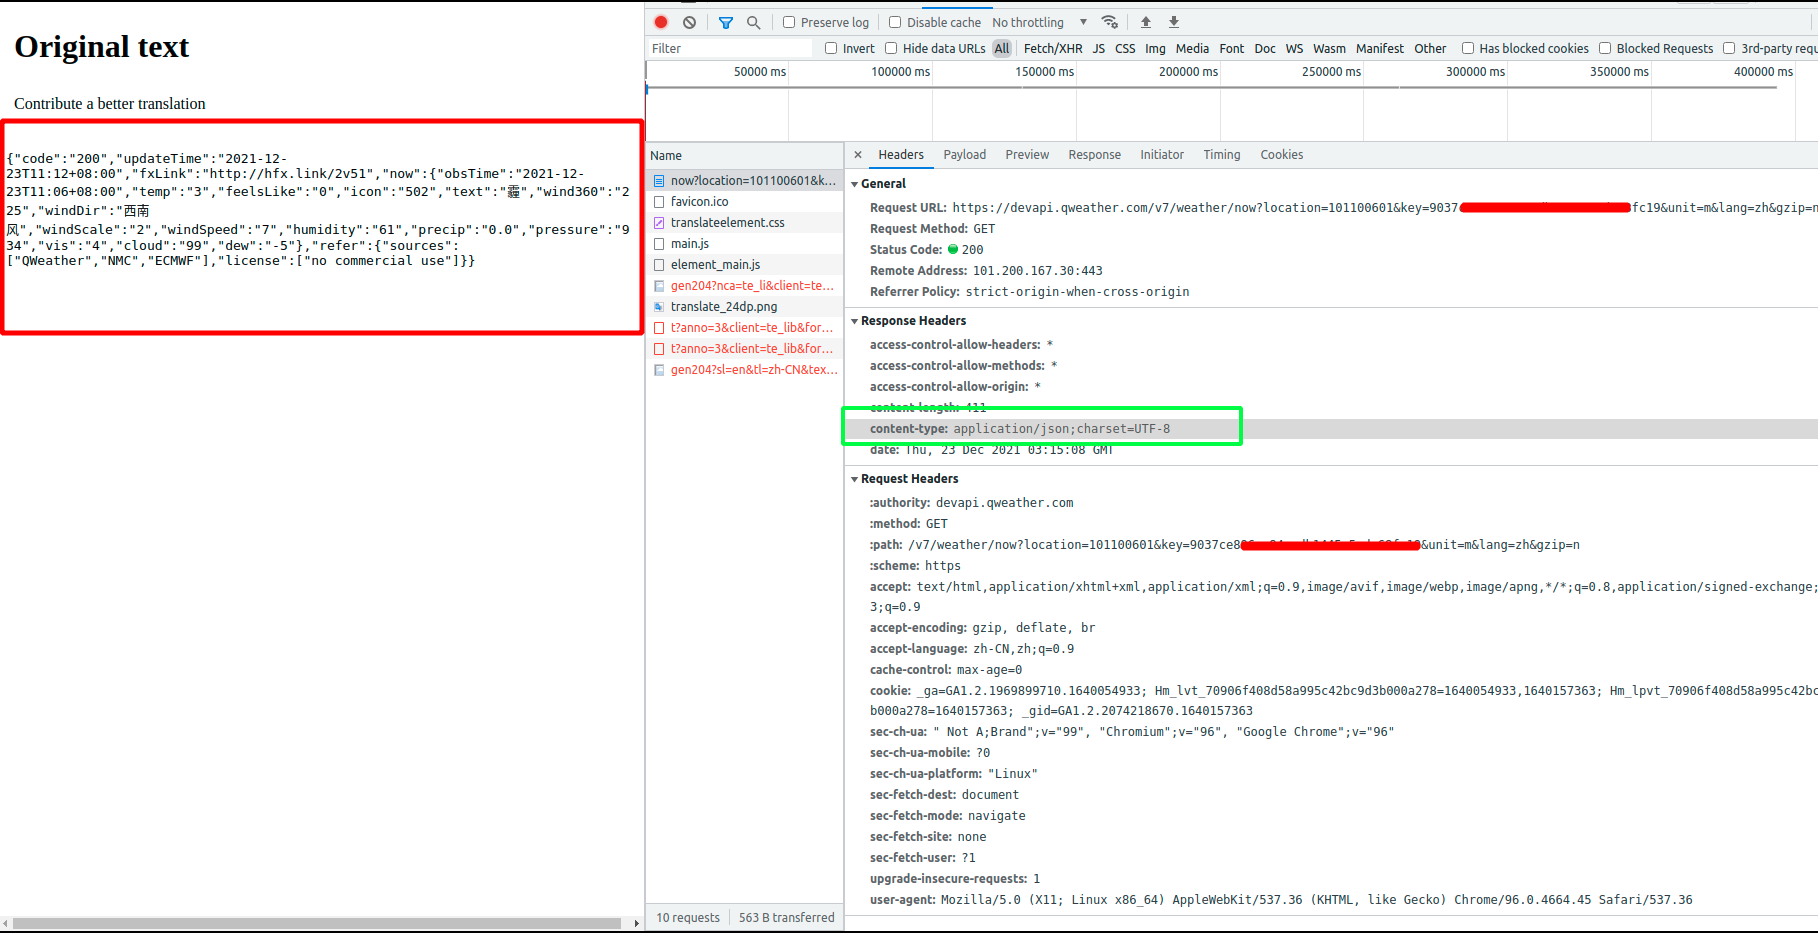 Original text
Contribute a better translation
{"code":"200","updateTime":"2021-12-
23T11:12+08:00","fxLink":"http://hfx.link/2v51","now":{"obsTime":"2021-12-
23T11:06+08:00","temp":"3","feelsLike":"0","icon":"502","text":"霾","wind360":"2
25","windDir":"西南
风","windScale":"2","windSpeed":"7","humidity":"61","precip":"0.0","pressure":"9
34","vis":"4","cloud":"99","dew":"-5"},"refer":{"sources":
["QWeather","NMC","ECMWF"],"license":["no commercial use"]}}
Preserve log Disable cache No throttling
Filter Invert Hide data URLs All Fetch/XHR JS CSS Img Media Font Doc WS Wasm Manifest Other Has blocked cookies Blocked Requests 3rd-party requ
50000 ms 100000 ms 150000 ms 200000 ms 250000 ms 300000 ms 350000 ms 400000 ms
Name
now?location=101100601&k...
favicon.ico
translateelement.css
main.js
element_main.js
gen204?nca=te_li&client=te...
translate_24dp.png
t?anno=3&client=te_lib&for...
t?anno=3&client=te_lib&for...
gen204?sl=en&tl=zh-CN&tex...
10 requests 563 B transferred
× Headers Payload Preview Response Initiator Timing Cookies
General
Request URL: https://devapi.qweather.com/v7/weather/now?location=101100601&key=9037 fc19&unit=m&lang=zh&gzip=n
Request Method: GET
Status Code: 200
Remote Address: 101.200.167.30:443
Referrer Policy: strict-origin-when-cross-origin
Response Headers
access-control-allow-headers: *
access-control-allow-methods: *
access-control-allow-origin: *
content-length: 411
content-type: application/json;charset=UTF-8
date: Thu, 23 Dec 2021 03:15:08 GMT
Request Headers
:authority: devapi.qweather.com
:method: GET
:path: /v7/weather/now?location=101100601&key=9037ce8 &unit=m&lang=zh&gzip=n
:scheme: https
accept: text/html,application/xhtml+xml,application/xml;q=0.9,image/avif,image/webp,image/apng,*/*;q=0.8,application/signed-exchange;
3;q=0.9
accept-encoding: gzip, deflate, br
accept-language: zh-CN,zh;q=0.9
cache-control: max-age=0
cookie: _ga=GA1.2.1969899710.1640054933; Hm_lvt_70906f408d58a995c42bc9d3b000a278=1640054933,1640157363; Hm_lpvt_70906f408d58a995c42bc
b000a278=1640157363; _gid=GA1.2.2074218670.1640157363
sec-ch-ua: " Not A;Brand";v="99", "Chromium";v="96", "Google Chrome";v="96"
sec-ch-ua-mobile: ?0
sec-ch-ua-platform: "Linux"
sec-fetch-dest: document
sec-fetch-mode: navigate
sec-fetch-site: none
sec-fetch-user: ?1
upgrade-insecure-requests: 1
user-agent: Mozilla/5.0 (X11; Linux x86_64) AppleWebKit/537.36 (KHTML, like Gecko) Chrome/96.0.4664.45 Safari/537.36